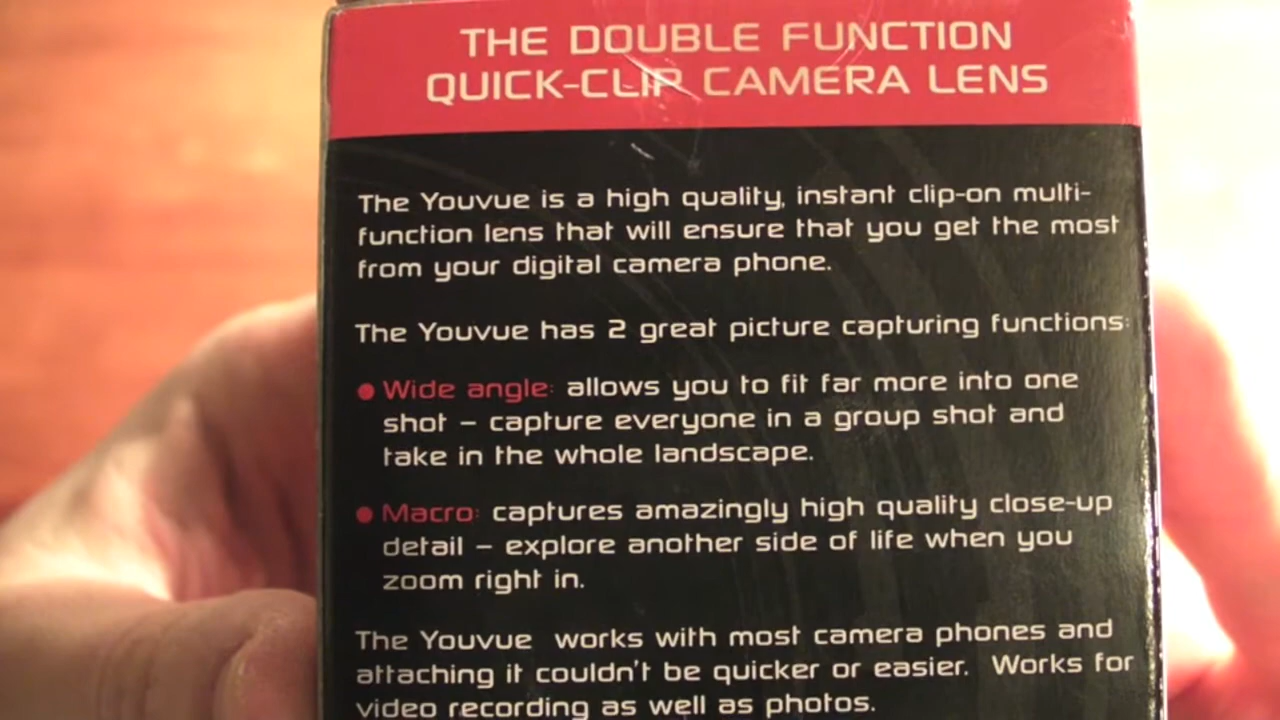 THE DOUBLE FUNCTION
QUICK-CLIP CAMERA LENS
The Youvue is a high quality, instant clip-on multi-
function lens that will ensure that you get the most
from your digital camera phone.
The Youvue has 2 great picture capturing functions:
● Wide angle: allows you to fit far more into one
shot – capture everyone in a group shot and
take in the whole landscape.
● Macro: captures amazingly high quality close-up
detail – explore another side of life when you
zoom right in.
The Youvue works with most camera phones and
attaching it couldn't be quicker or easier. Works for
video recording as well as photos.